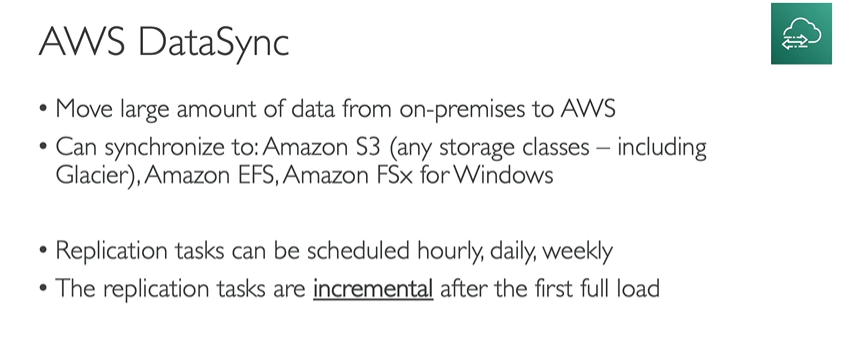 AWS DataSync
• Move large amount of data from on-premises to AWS
• Can synchronize to: Amazon S3 (any storage classes – including
Glacier), Amazon EFS, Amazon FSx for Windows
• Replication tasks can be scheduled hourly, daily, weekly
• The replication tasks are incremental after the first full load